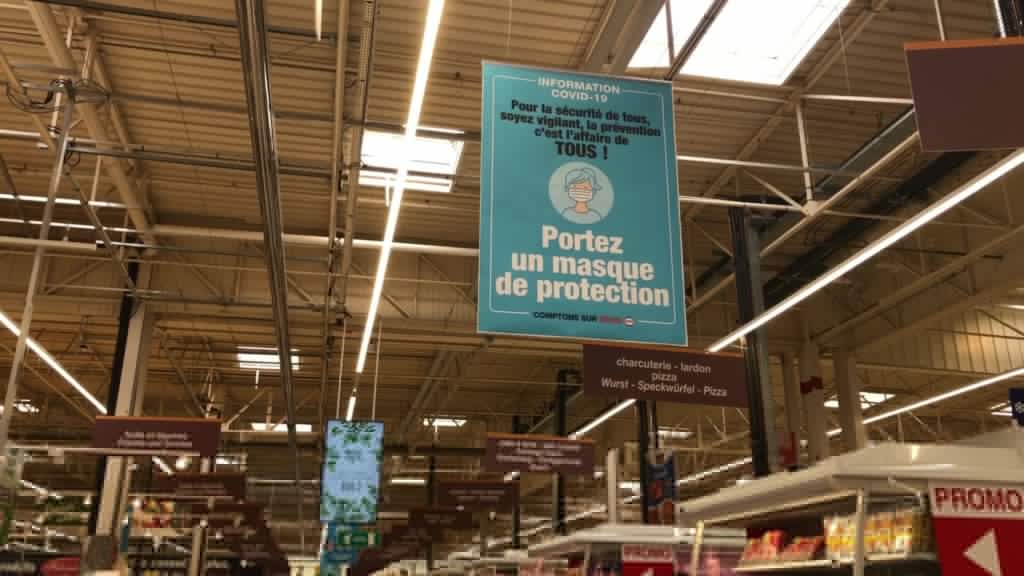 INFORMATION
COVID-19
Pour la sécurité de tous,
soyez vigilant, la prévention
c'est l'affaire de
TOUS !
Portez
un masque
de protection
COMPTONS SUR
charcuterie - lardon
pizza
Wurst - Speckwürfel - Pizza
PROMO
PROMO